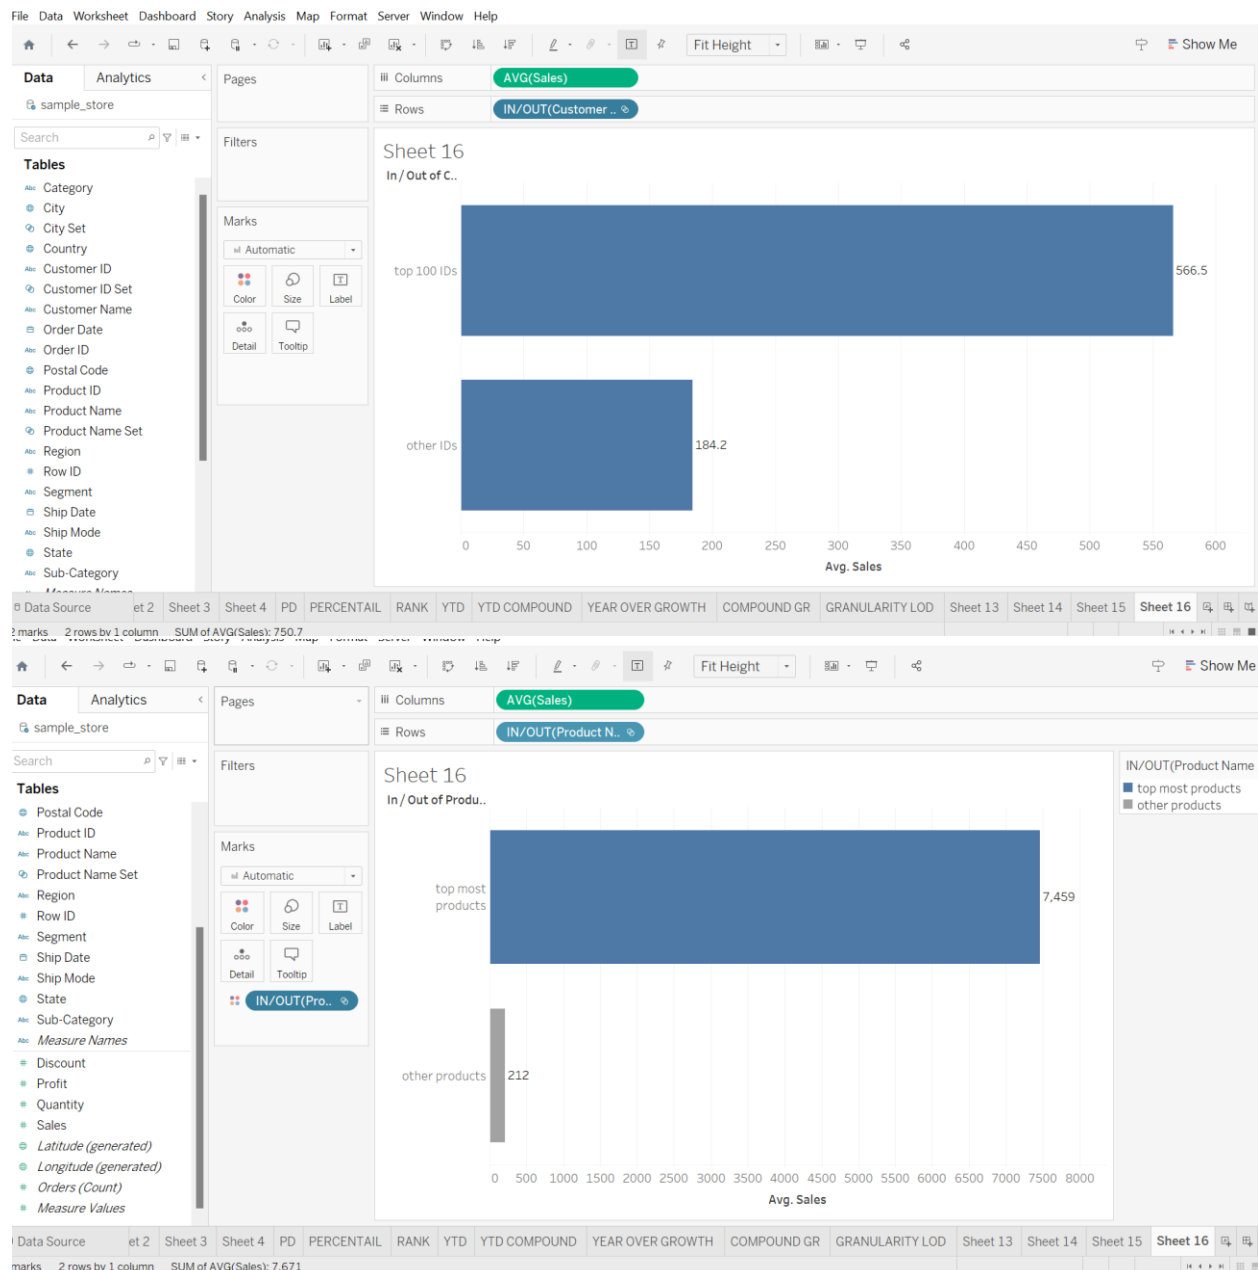 File Data Worksheet Dashboard Story Analysis Map Format Server Window Help
Fit Height
Show Me
Data Analytics
sample_store
Search
Tables
Category
City
City Set
Country
Customer ID
Customer ID Set
Customer Name
Order Date
Order ID
Postal Code
Product ID
Product Name
Product Name Set
Region
Row ID
Segment
Ship Date
Ship Mode
State
Sub-Category
Measure Names
Pages
Filters
Marks
Automatic
Color Size Label
Detail Tooltip
Columns AVG(Sales)
Rows IN/OUT(Customer ..
Sheet 16
In / Out of C..
top 100 IDs 566.5
other IDs 184.2
0 50 100 150 200 250 300 350 400 450 500 550 600
Avg. Sales
Data Source et 2 Sheet 3 Sheet 4 PD PERCENTAIL RANK YTD YTD COMPOUND YEAR OVER GROWTH COMPOUND GR GRANULARITY LOD Sheet 13 Sheet 14 Sheet 15 Sheet 16
2 marks 2 rows by 1 column SUM of AVG(Sales): 750.7
Data Worksheet Dashboard Story Analysis Map Format Server Window Help
Fit Height
Show Me
Data Analytics
sample_store
Search
Tables
Postal Code
Product ID
Product Name
Product Name Set
Region
Row ID
Segment
Ship Date
Ship Mode
State
Sub-Category
Measure Names
Discount
Profit
Quantity
Sales
Latitude (generated)
Longitude (generated)
Orders (Count)
Measure Values
Pages
Filters
Marks
Automatic
Color Size Label
Detail Tooltip
IN/OUT(Pro..
Columns AVG(Sales)
Rows IN/OUT(Product N..
Sheet 16
In / Out of Produ..
top most
products
7,459
other products 212
0 500 1000 1500 2000 2500 3000 3500 4000 4500 5000 5500 6000 6500 7000 7500 8000
Avg. Sales
IN/OUT(Product Name
top most products
other products
Data Source et 2 Sheet 3 Sheet 4 PD PERCENTAIL RANK YTD YTD COMPOUND YEAR OVER GROWTH COMPOUND GR GRANULARITY LOD Sheet 13 Sheet 14 Sheet 15 Sheet 16
marks 2 rows by 1 column SUM of AVG(Sales): 7,671